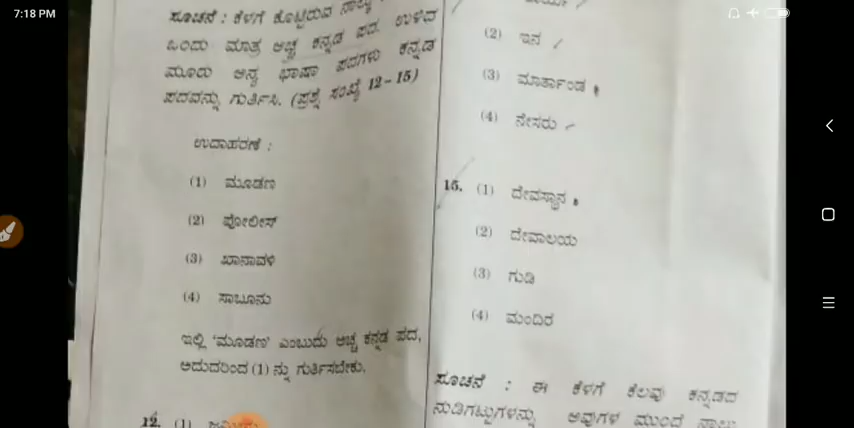 7:18 PM
ಸೂಚನೆ : ಕೆಳಗೆ ಕೊಟ್ಟಿರುವ ನಾಲ್ಕು
ಒಂದು ಮಾತ್ರ ಅಚ್ಚ ಕನ್ನಡ ಪದ. ಉಳಿದ
ಮೂರು ಅನ್ಯ ಭಾಷಾ ಪದಗಳು ಕನ್ನಡ
ಪದವನ್ನು ಗುರ್ತಿಸಿ. (ಪ್ರಶ್ನೆ ಸಂಖ್ಯೆ 12 – 15)
ಉದಾಹರಣೆ :
(1) ಮೂಡಣ
(2) ಪೋಲೀಸ್
(3) ಖಾನಾವಳಿ
(4) ಸಾಬೂನು
ಇಲ್ಲಿ 'ಮೂಡಣ' ಎಂಬುದು ಅಚ್ಚ ಕನ್ನಡ ಪದ,
ಅದುದರಿಂದ (1) ನ್ನು ಗುರ್ತಿಸಬೇಕು.
12. (1)
(2) ಇನ
(3) ಮಾರ್ತಾಂಡ
(4) ನೇಸರು
15. (1) ದೇವಸ್ಥಾನ
(2) ದೇವಾಲಯ
(3) ಗುಡಿ
(4) ಮಂದಿರ
ಸೂಚನೆ : ಈ ಕೆಳಗೆ ಕೆಲವು ಕನ್ನಡದ
ನುಡಿಗಟ್ಟುಗಳನ್ನು ಅವುಗಳ ಮುಂದೆ ನಾಲ್ಕು